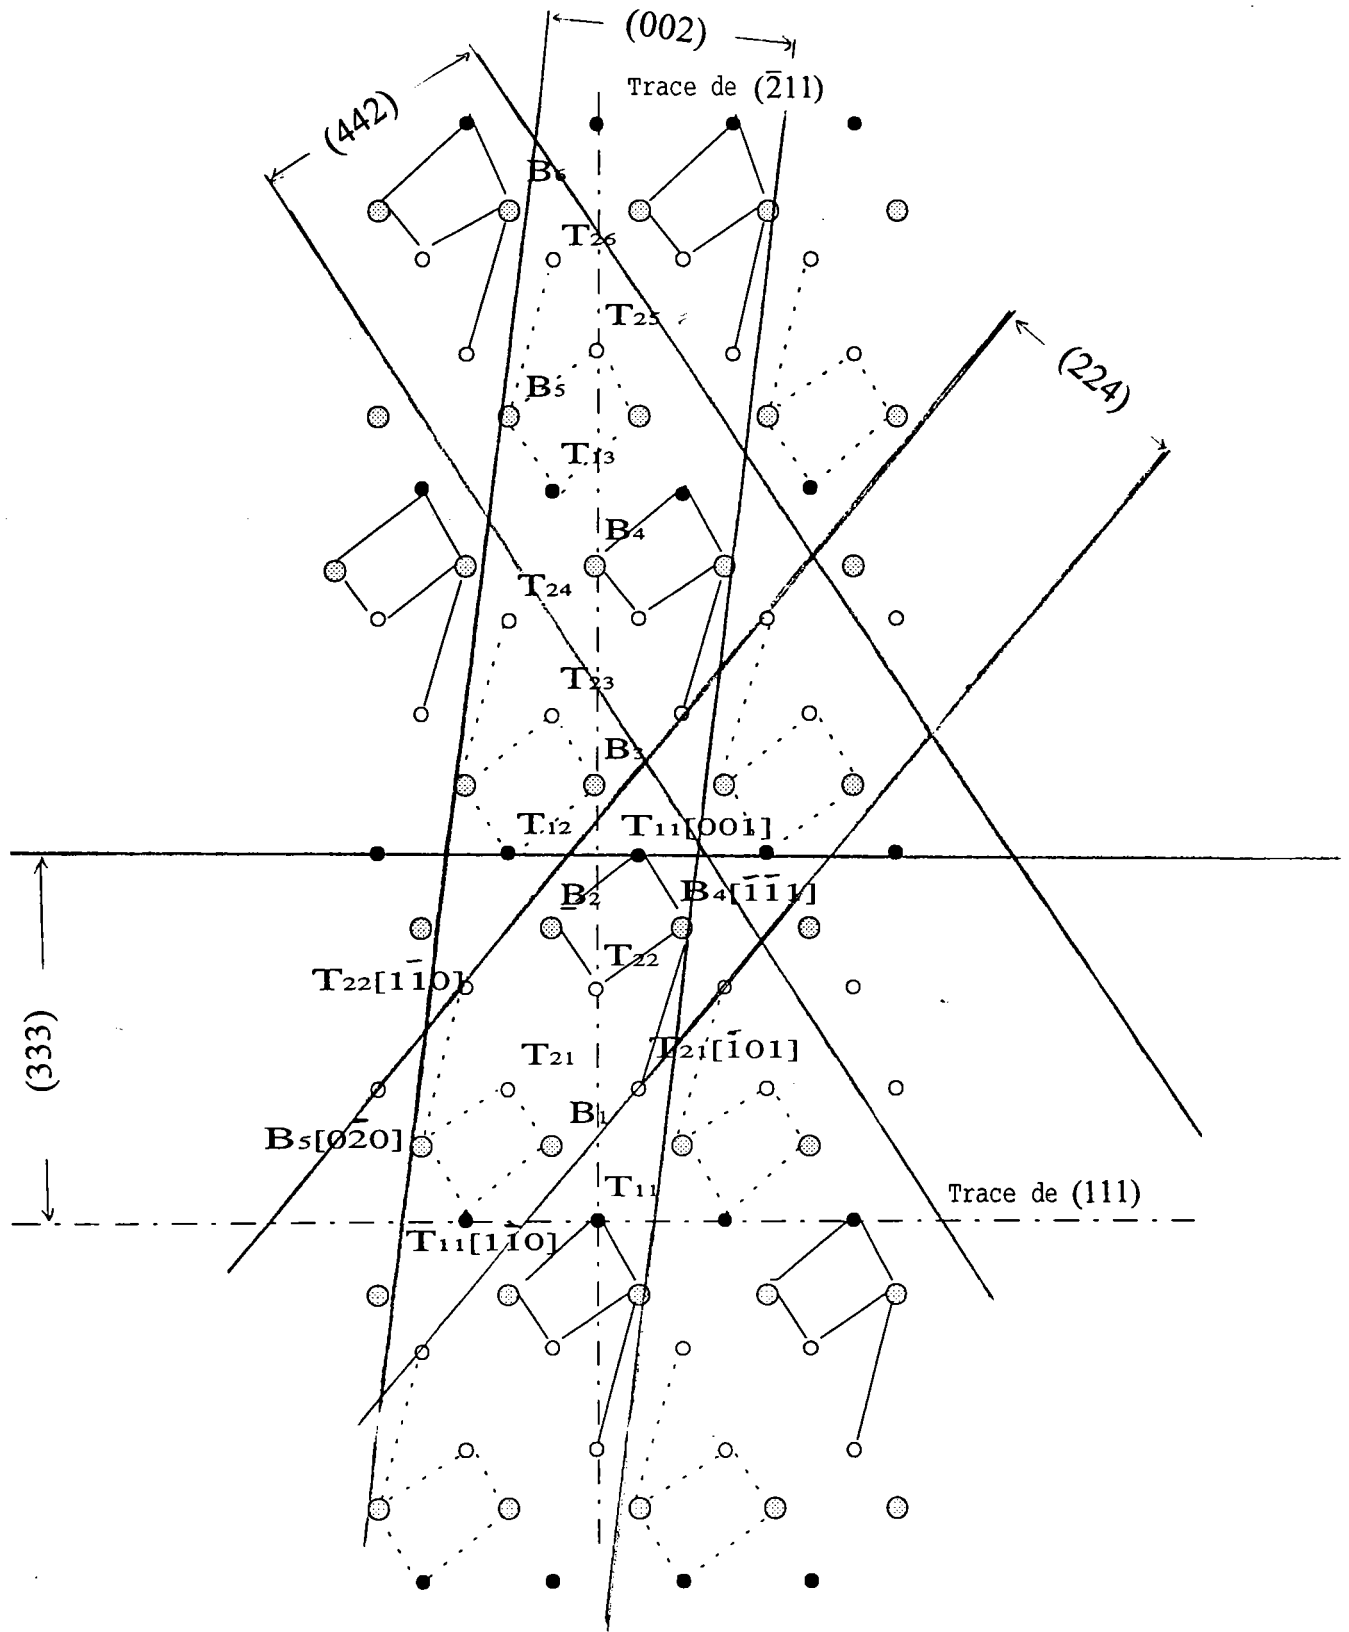 (002)
Trace de (2̅11)
(442)
B₆
T₂₆
T₂₅
(224)
B₅
T₁₃
B₄
T₂₄
T₂₃
B₃
T₁₂
T₁₁[001]
B₂
B₄[1̅1̅1]
T₂₂
T₂₂[11̅0]
(333)
T₂₁
T₂₁[1̅01]
B₁
B₅[02̅0]
T₁₁
Trace de (111)
T₁₁[11̅0]